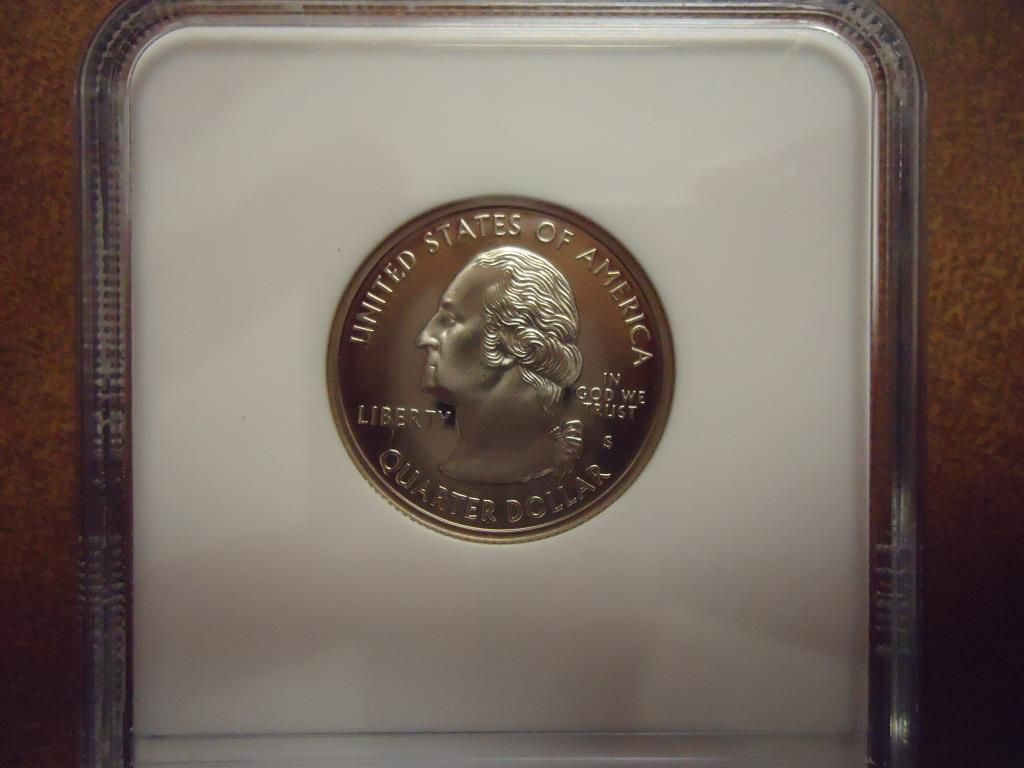 UNITED STATES OF AMERICA
LIBERTY
IN
GOD WE
TRUST
S
QUARTER DOLLAR